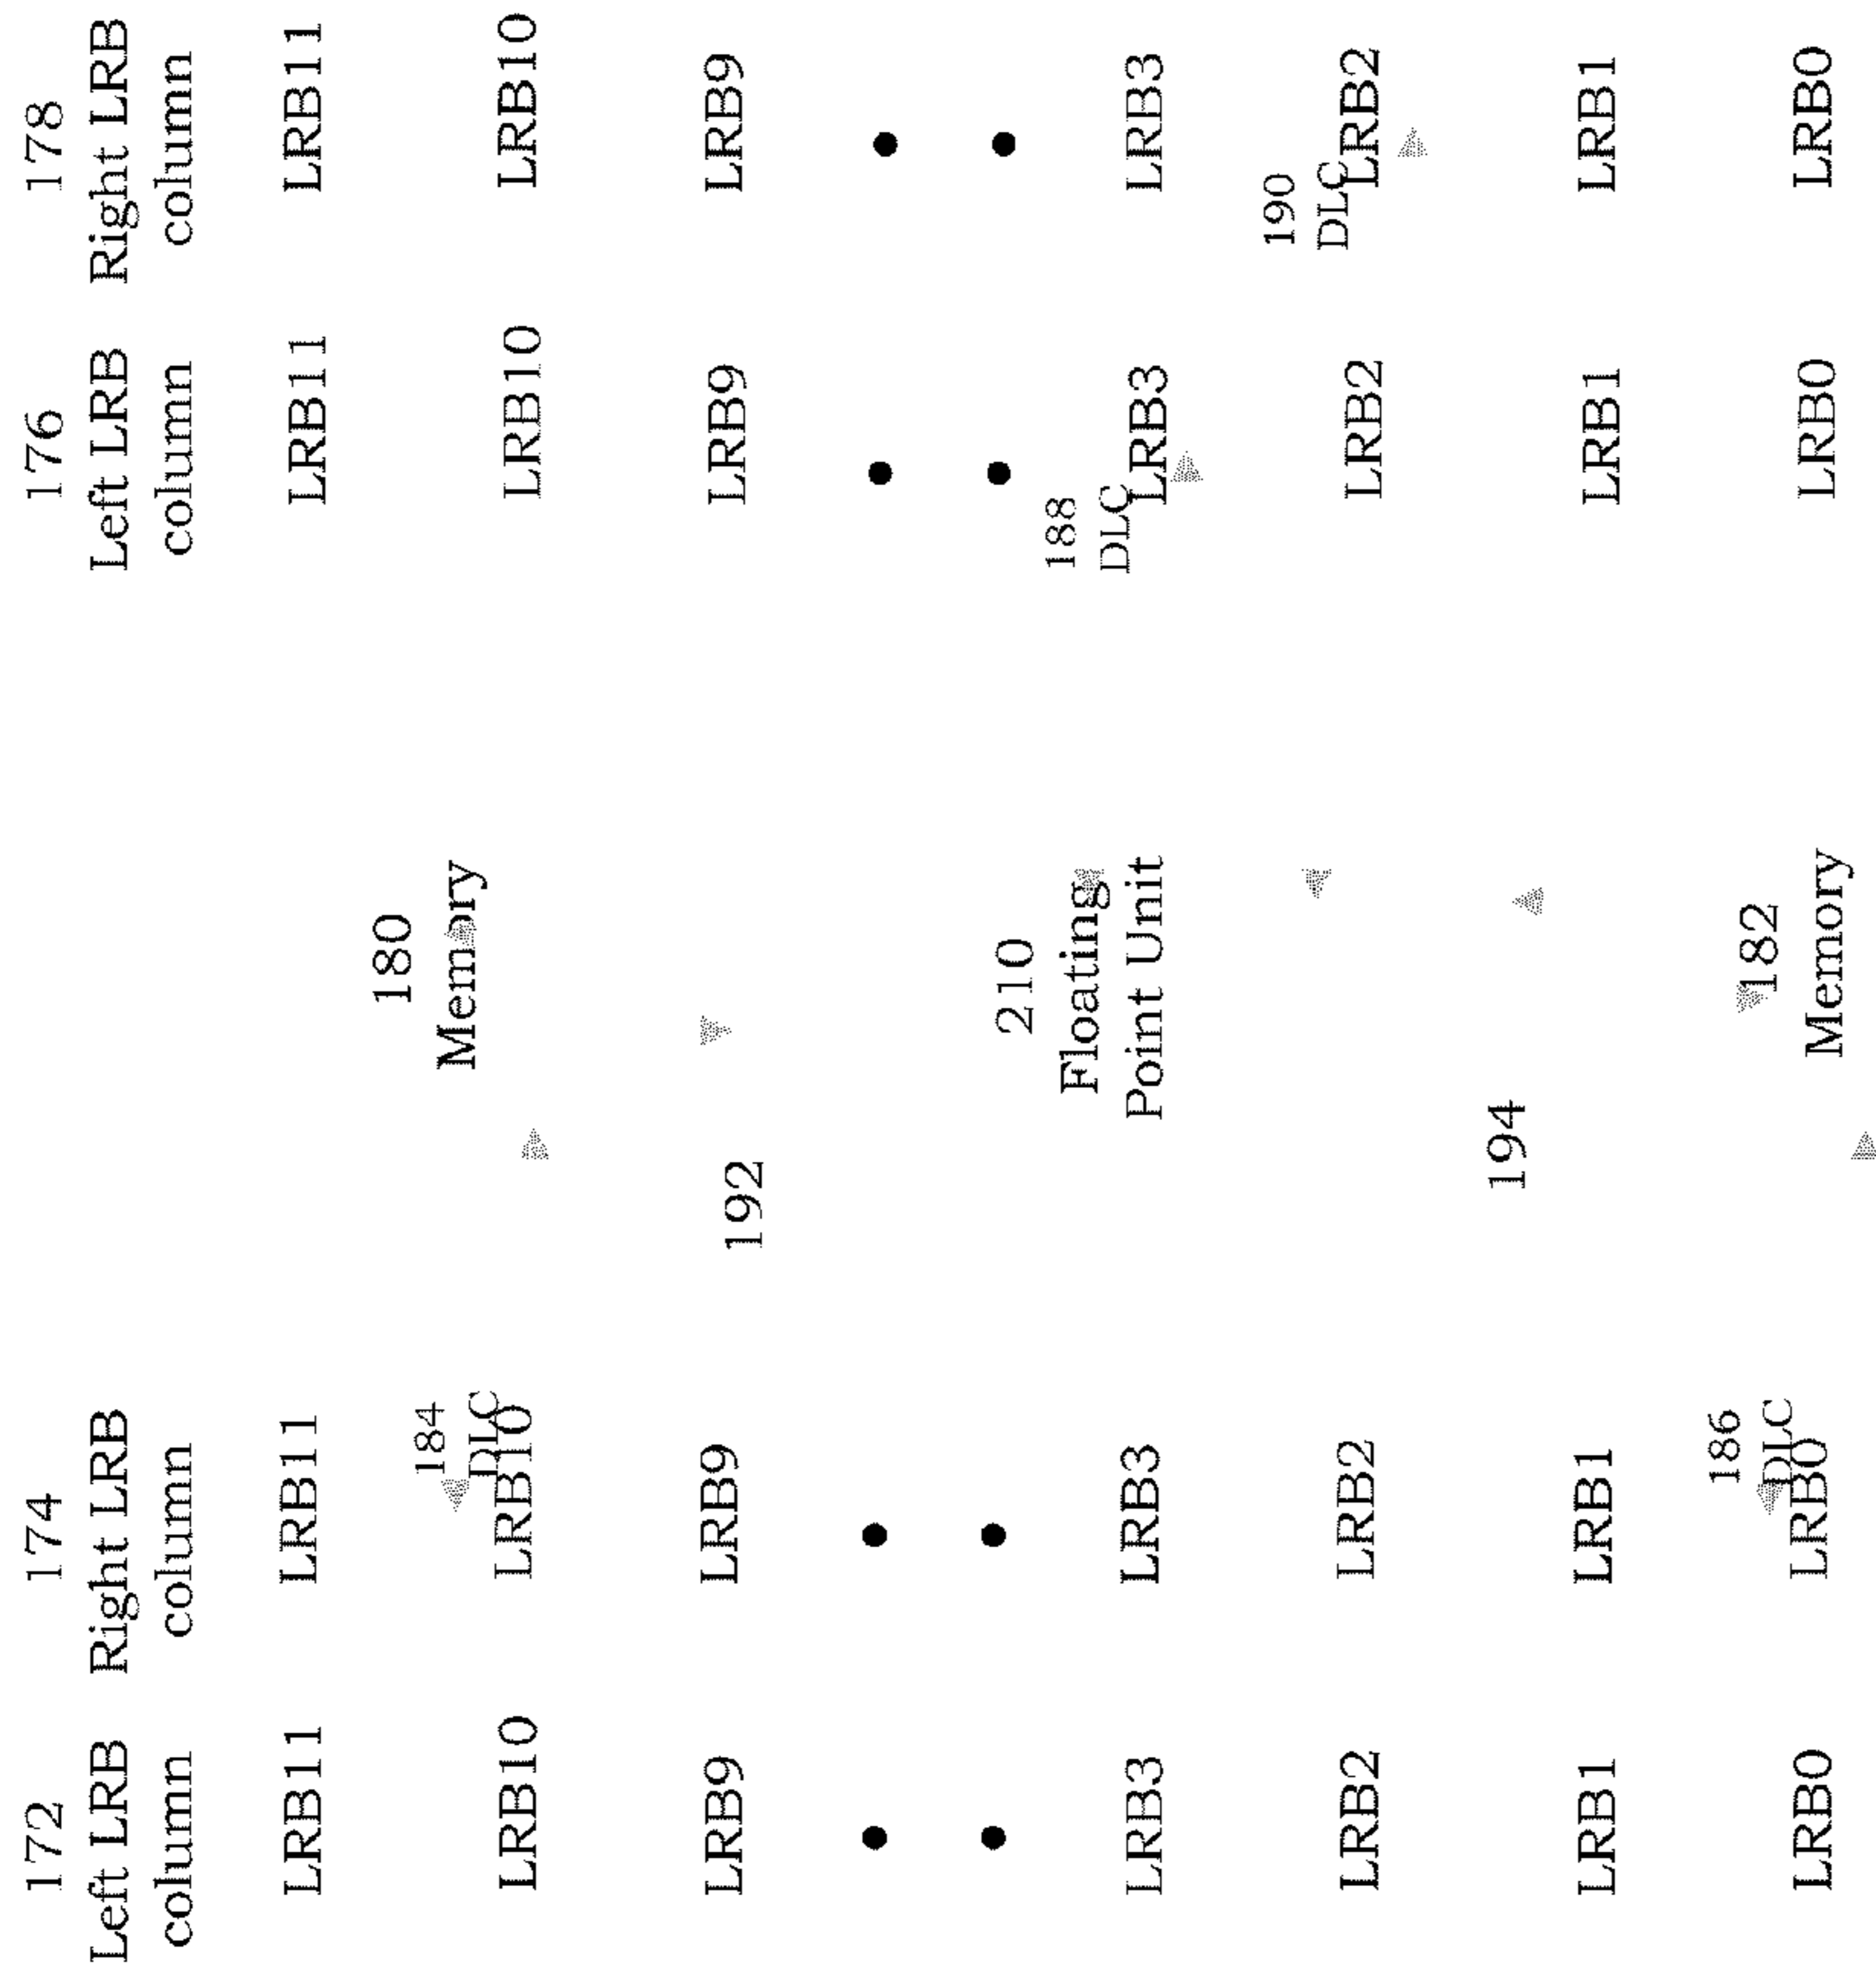 172
Left LRB
column
LRB11
LRB10
LRB9
LRB3
LRB2
LRB1
LRB0
174
Right LRB
column
LRB11
184
DLC
LRB10
LRB9
LRB3
LRB2
LRB1
186
DLC
LRB0
192
194
180
Memory
210
Floating
Point Unit
182
Memory
176
Left LRB
column
LRB11
LRB10
LRB9
188
DLC
LRB3
LRB2
LRB1
LRB0
178
Right LRB
column
LRB11
LRB10
LRB9
LRB3
190
DLC
LRB2
LRB1
LRB0